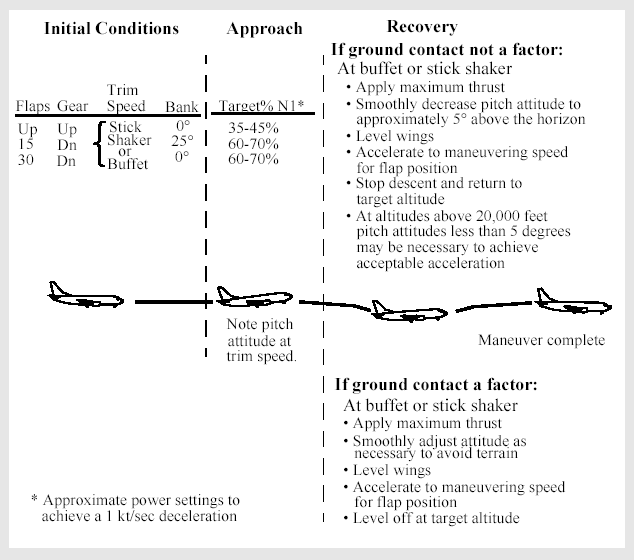 Initial Conditions
Approach
Recovery
If ground contact not a factor:
At buffet or stick shaker
• Apply maximum thrust
• Smoothly decrease pitch attitude to
approximately 5° above the horizon
• Level wings
• Accelerate to maneuvering speed
for flap position
• Stop descent and return to
target altitude
• At altitudes above 20,000 feet
pitch attitudes less than 5 degrees
may be necessary to achieve
acceptable acceleration
Trim
Flaps Gear Speed Bank Target% N1*
Up Up Stick 0° 35-45%
15 Dn Shaker 25° 60-70%
or
30 Dn Buffet 0° 60-70%
Note pitch
attitude at
trim speed.
Maneuver complete
If ground contact a factor:
At buffet or stick shaker
• Apply maximum thrust
• Smoothly adjust attitude as
necessary to avoid terrain
• Level wings
• Accelerate to maneuvering speed
for flap position
• Level off at target altitude
* Approximate power settings to
achieve a 1 kt/sec deceleration